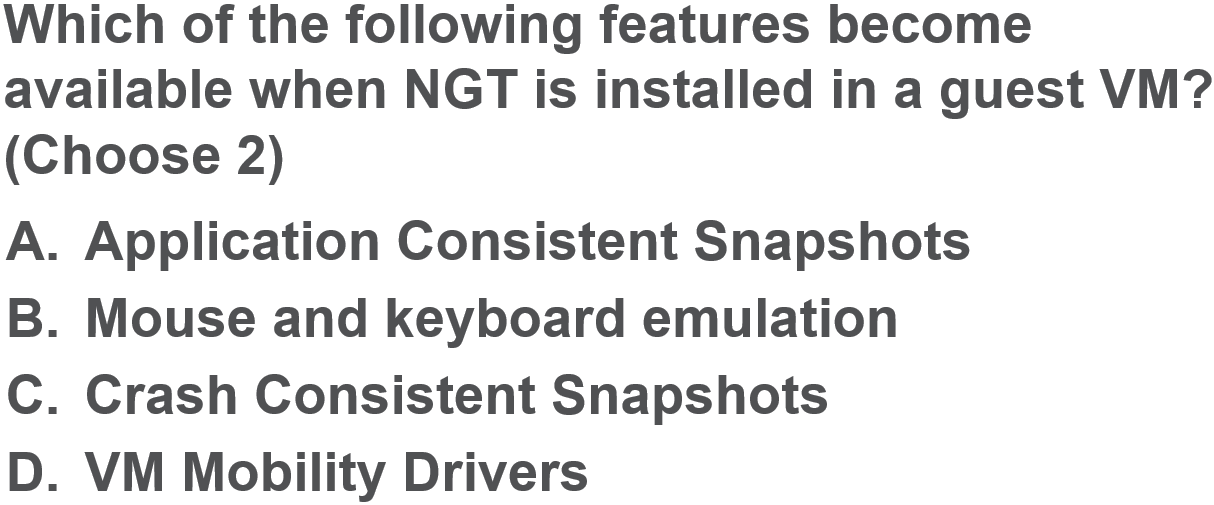 Which of the following features become
available when NGT is installed in a guest VM?
(Choose 2)
A. Application Consistent Snapshots
B. Mouse and keyboard emulation
C. Crash Consistent Snapshots
D. VM Mobility Drivers